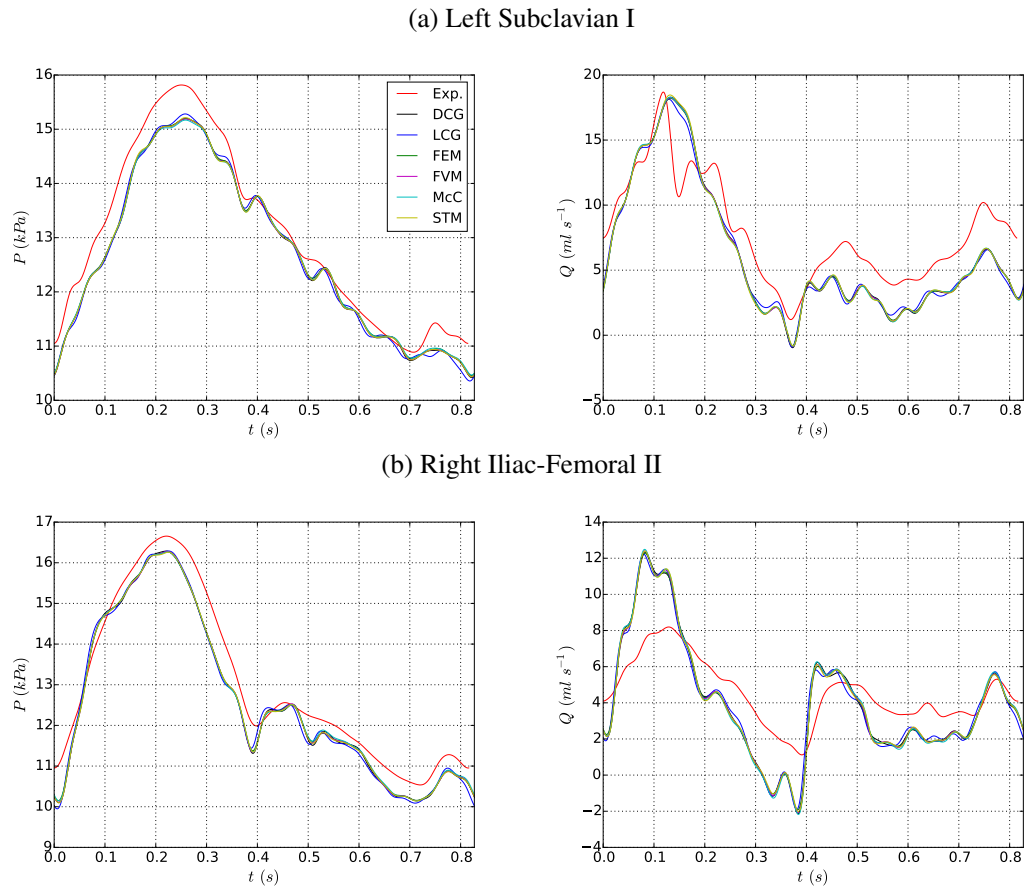 (a) Left Subclavian I
16
15
14
13
12
11
10
P (kPa)
0.0 0.1 0.2 0.3 0.4 0.5 0.6 0.7 0.8
t (s)
Exp.
DCG
LCG
FEM
FVM
McC
STM
20
15
10
5
0
−5
Q (ml s⁻¹)
0.0 0.1 0.2 0.3 0.4 0.5 0.6 0.7 0.8
t (s)
(b) Right Iliac-Femoral II
17
16
15
14
13
12
11
10
9
P (kPa)
0.0 0.1 0.2 0.3 0.4 0.5 0.6 0.7 0.8
t (s)
14
12
10
8
6
4
2
0
−2
−4
Q (ml s⁻¹)
0.0 0.1 0.2 0.3 0.4 0.5 0.6 0.7 0.8
t (s)